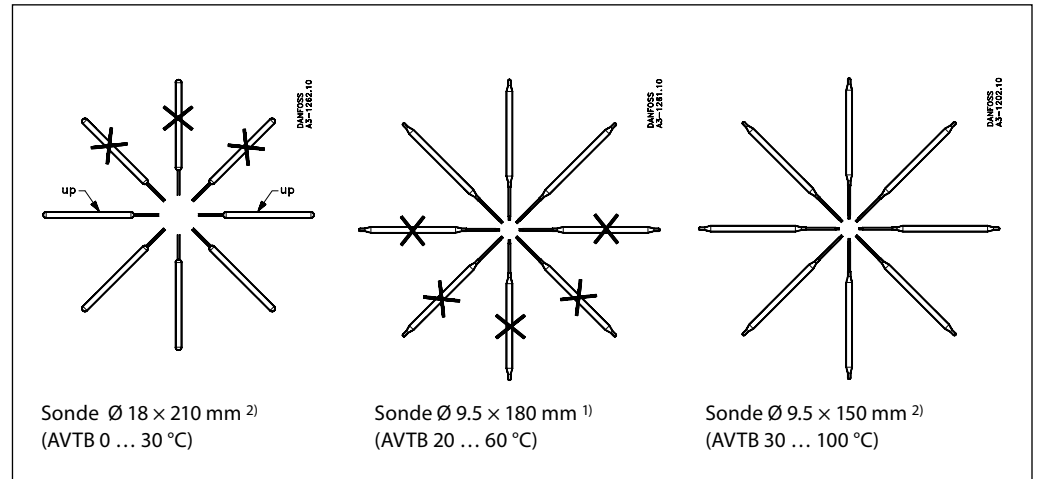 DANFOSS
A3-1262.10
up
up
Sonde Ø 18 × 210 mm 2)
(AVTB 0 … 30 °C)
DANFOSS
A3-1281.10
Sonde Ø 9.5 × 180 mm 1)
(AVTB 20 … 60 °C)
DANFOSS
A3-1202.10
Sonde Ø 9.5 × 150 mm 2)
(AVTB 30 … 100 °C)